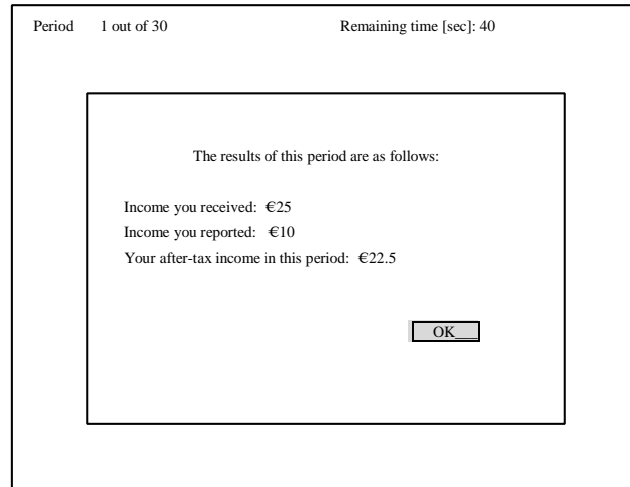 Period 1 out of 30 Remaining time [sec]: 40
The results of this period are as follows:
Income you received: €25
Income you reported: €10
Your after-tax income in this period: €22.5
OK___